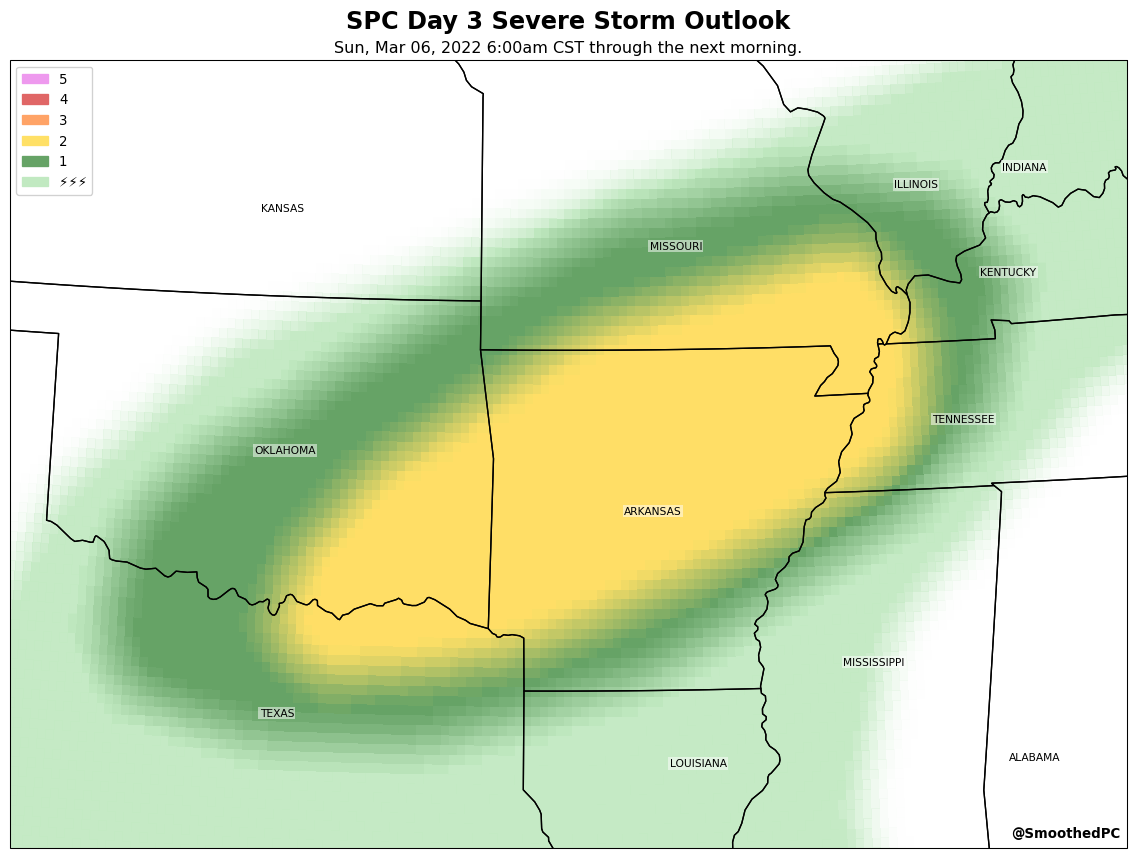 SPC Day 3 Severe Storm Outlook
Sun, Mar 06, 2022 6:00am CST through the next morning.
5
4
3
2
1
⚡⚡⚡
INDIANA
ILLINOIS
KANSAS
MISSOURI
KENTUCKY
TENNESSEE
OKLAHOMA
ARKANSAS
MISSISSIPPI
TEXAS
ALABAMA
LOUISIANA
@SmoothedPC